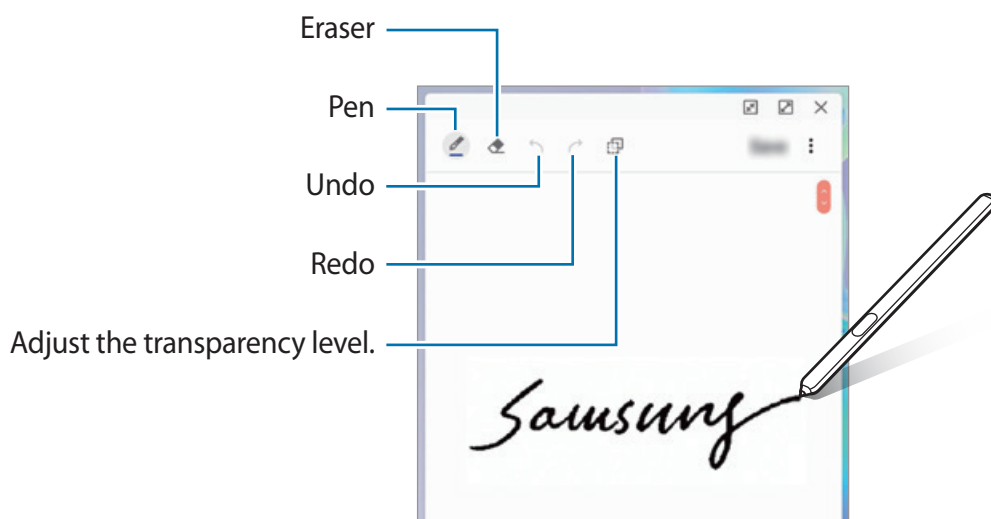 Eraser
Pen
Undo
Redo
Adjust the transparency level.
Samsung